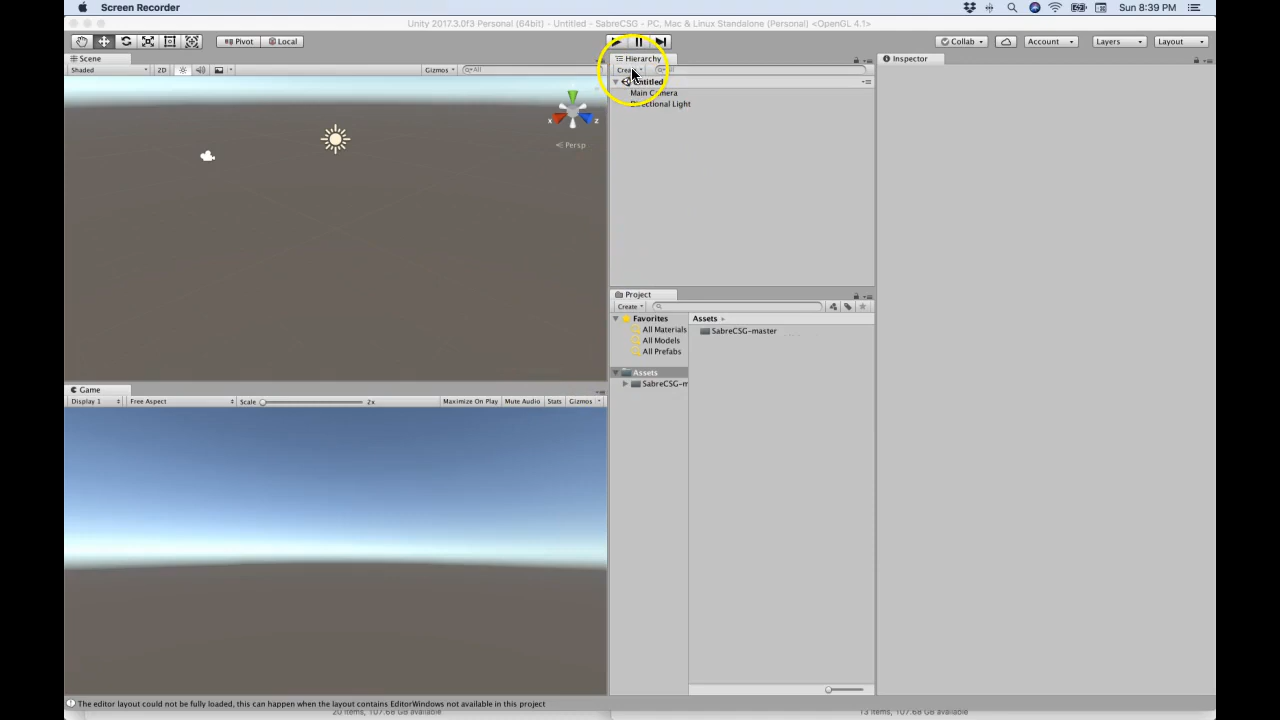 Screen Recorder
Sun 8:39 PM
Unity 2017.3.0f3 Personal (64bit) - Untitled - SabreCSG - PC, Mac & Linux Standalone (Personal) <OpenGL 4.1>
Pivot
Local
Collab
Account
Layers
Layout
Scene
Shaded
2D
Gizmos
All
x
z
Persp
Hierarchy
Untitled
Main Camera
Directional Light
Inspector
Project
Create
Favorites
All Materials
All Models
All Prefabs
Assets
SabreCSG-m
Assets
SabreCSG-master
Game
Display 1
Free Aspect
Scale
2x
Maximize On Play
Mute Audio
Stats
Gizmos
The editor layout could not be fully loaded, this can happen when the layout contains EditorWindows not available in this project